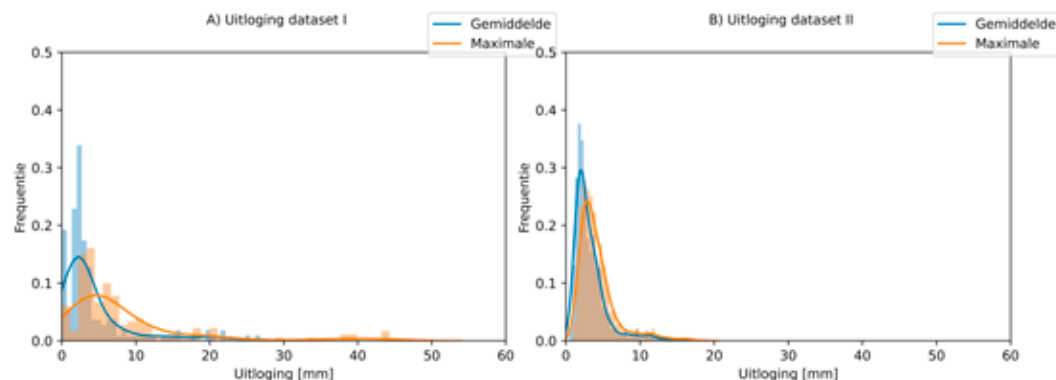 A) Uitloging dataset I
Gemiddelde
Maximale
0.5
0.4
0.3
0.2
0.1
0.0
Frequentie
0
10
20
30
40
50
60
Uitloging [mm]
B) Uitloging dataset II
Gemiddelde
Maximale
0.5
0.4
0.3
0.2
0.1
0.0
Frequentie
0
10
20
30
40
50
60
Uitloging [mm]